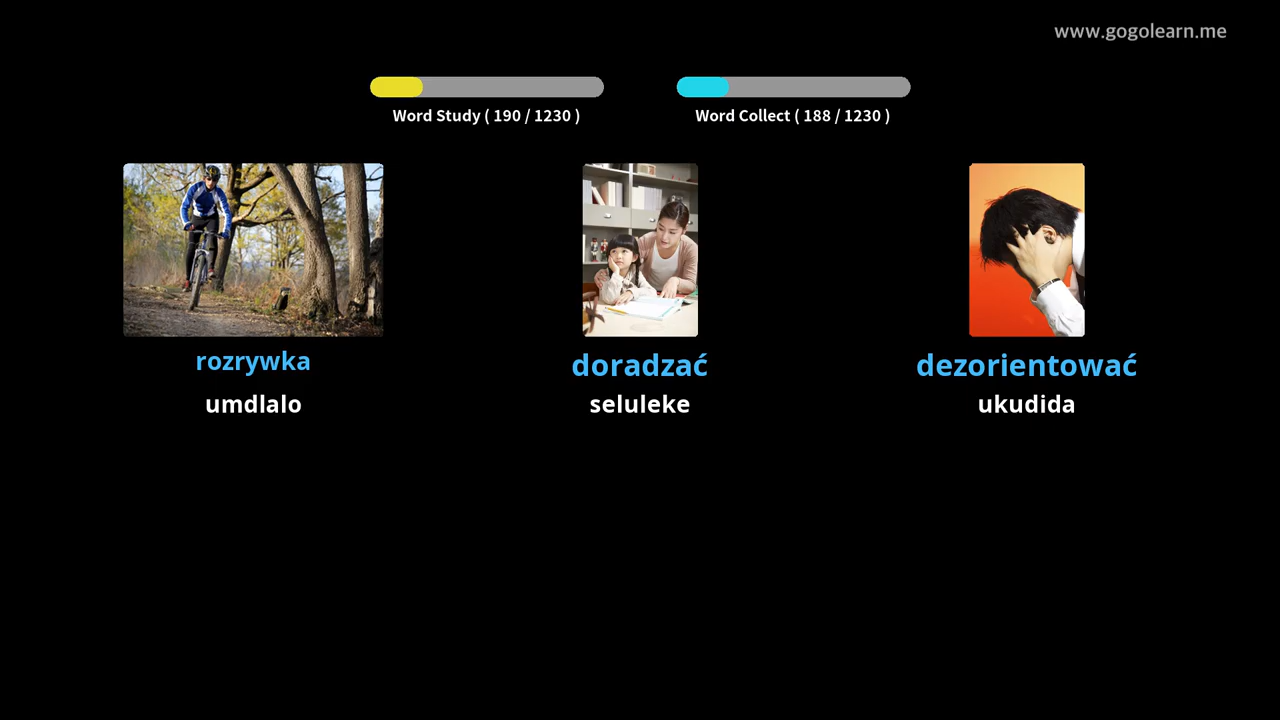 www.gogolearn.me
Word Study ( 190 / 1230 )
Word Collect ( 188 / 1230 )
rozrywka
doradzać
dezorientować
umdlalo
seluleke
ukudida